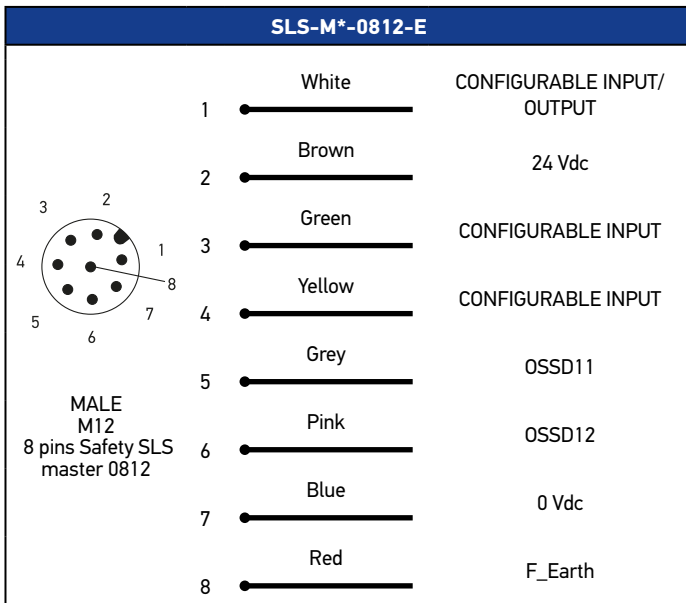 SLS-M*-0812-E
White
CONFIGURABLE INPUT/
OUTPUT
1
Brown
24 Vdc
2
Green
CONFIGURABLE INPUT
3
Yellow
CONFIGURABLE INPUT
4
Grey
OSSD11
5
Pink
OSSD12
6
Blue
0 Vdc
7
Red
F_Earth
8
2
3
1
4
8
7
5
6
MALE
M12
8 pins Safety SLS
master 0812